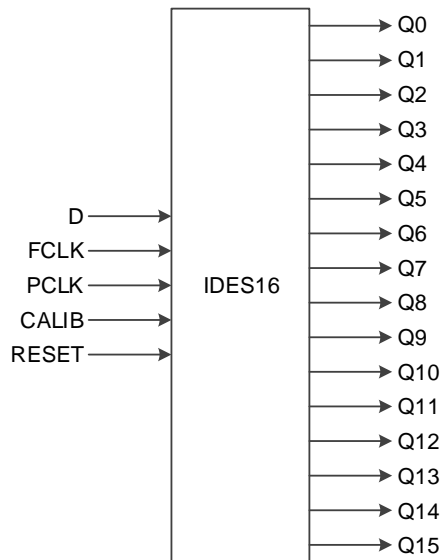 Q0
Q1
Q2
Q3
Q4
Q5
D
Q6
FCLK
Q7
PCLK
IDES16
Q8
CALIB
Q9
RESET
Q10
Q11
Q12
Q13
Q14
Q15